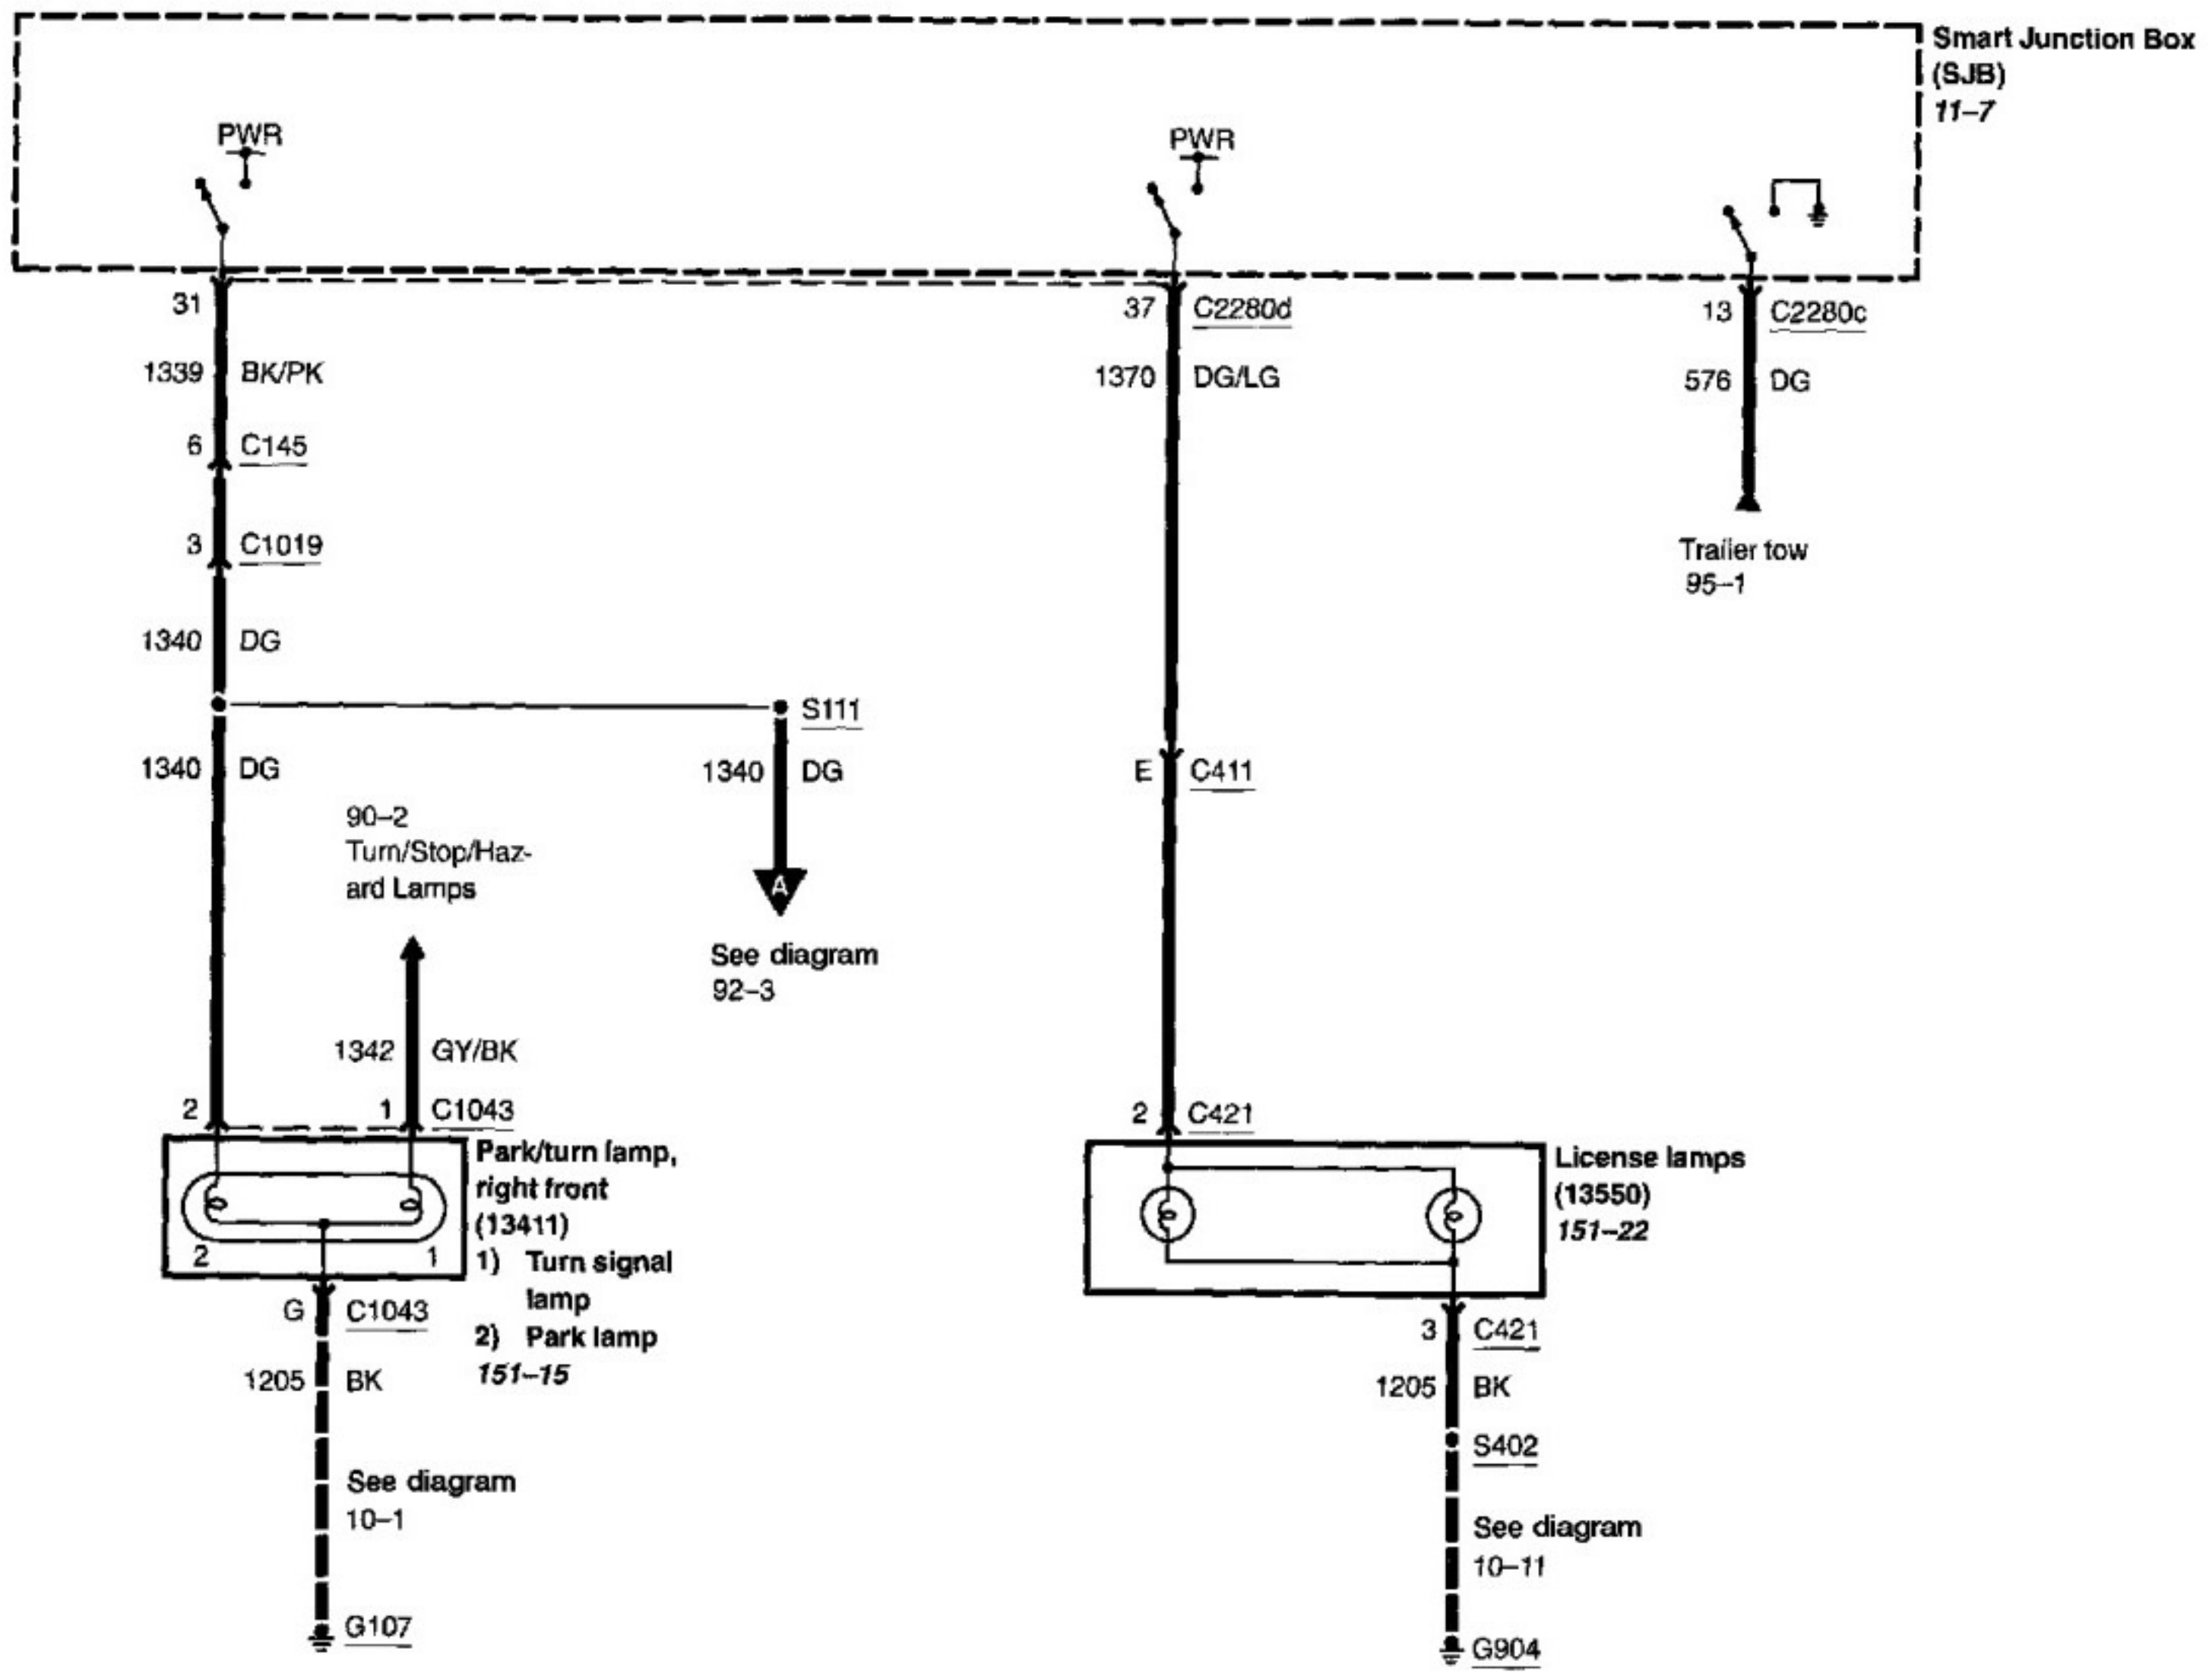 Smart Junction Box
(SJB)
11–7
PWR
PWR
31
37 C2280d
13 C2280c
1339 BK/PK
1370 DG/LG
576 DG
6 C145
3 C1019
Trailer tow
95–1
1340 DG
S111
1340 DG
1340 DG
E C411
90–2
Turn/Stop/Haz-
ard Lamps
A
See diagram
92–3
1342 GY/BK
2 1 C1043
2 C421
Park/turn lamp,
right front
(13411)
1) Turn signal
lamp
2) Park lamp
151–15
2 1
License lamps
(13550)
151–22
G C1043
3 C421
1205 BK
1205 BK
S402
See diagram
10–1
See diagram
10–11
G107
G904